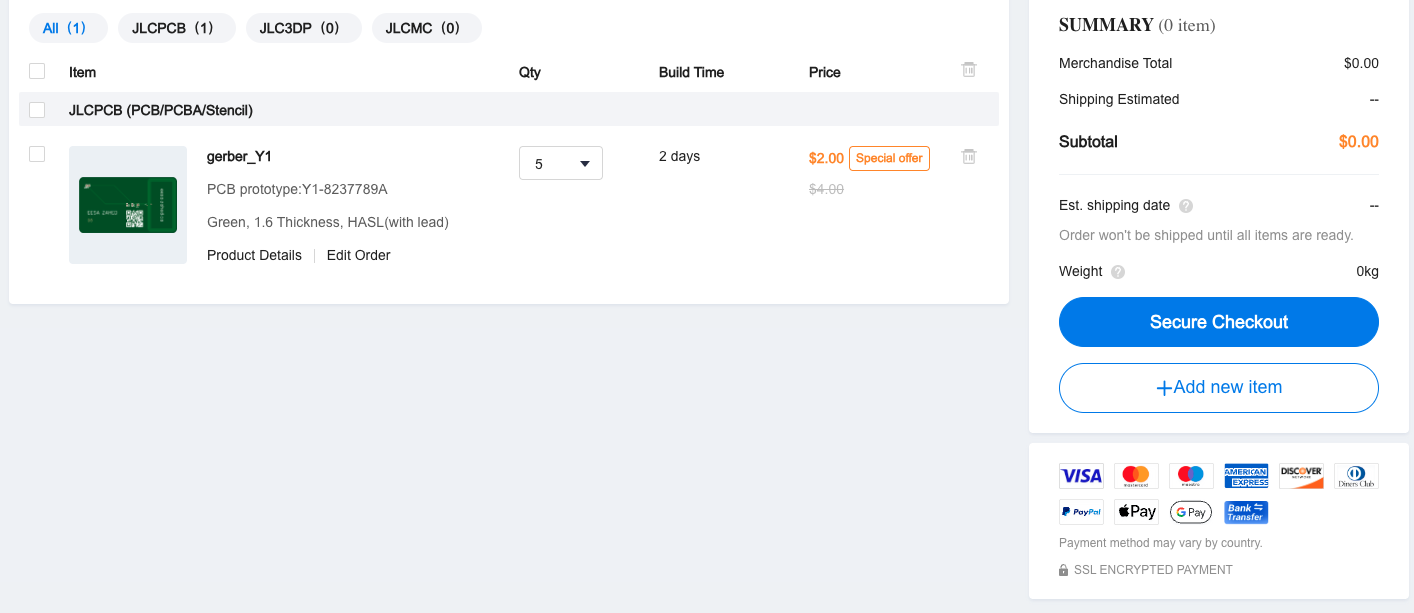 All (1) JLCPCB (1) JLC3DP (0) JLCMC (0)
Item Qty Build Time Price
JLCPCB (PCB/PCBA/Stencil)
gerber_Y1 5 2 days $2.00 Special offer
$4.00
PCB prototype:Y1-8237789A
Green, 1.6 Thickness, HASL(with lead)
Product Details Edit Order
SUMMARY (0 item)
Merchandise Total $0.00
Shipping Estimated --
Subtotal $0.00
Est. shipping date ? --
Order won't be shipped until all items are ready.
Weight ? 0kg
Secure Checkout
+Add new item
VISA mastercard maestro AMERICAN EXPRESS DISCOVER NETWORK Diners Club
PayPal Pay G Pay Bank Transfer
Payment method may vary by country.
SSL ENCRYPTED PAYMENT